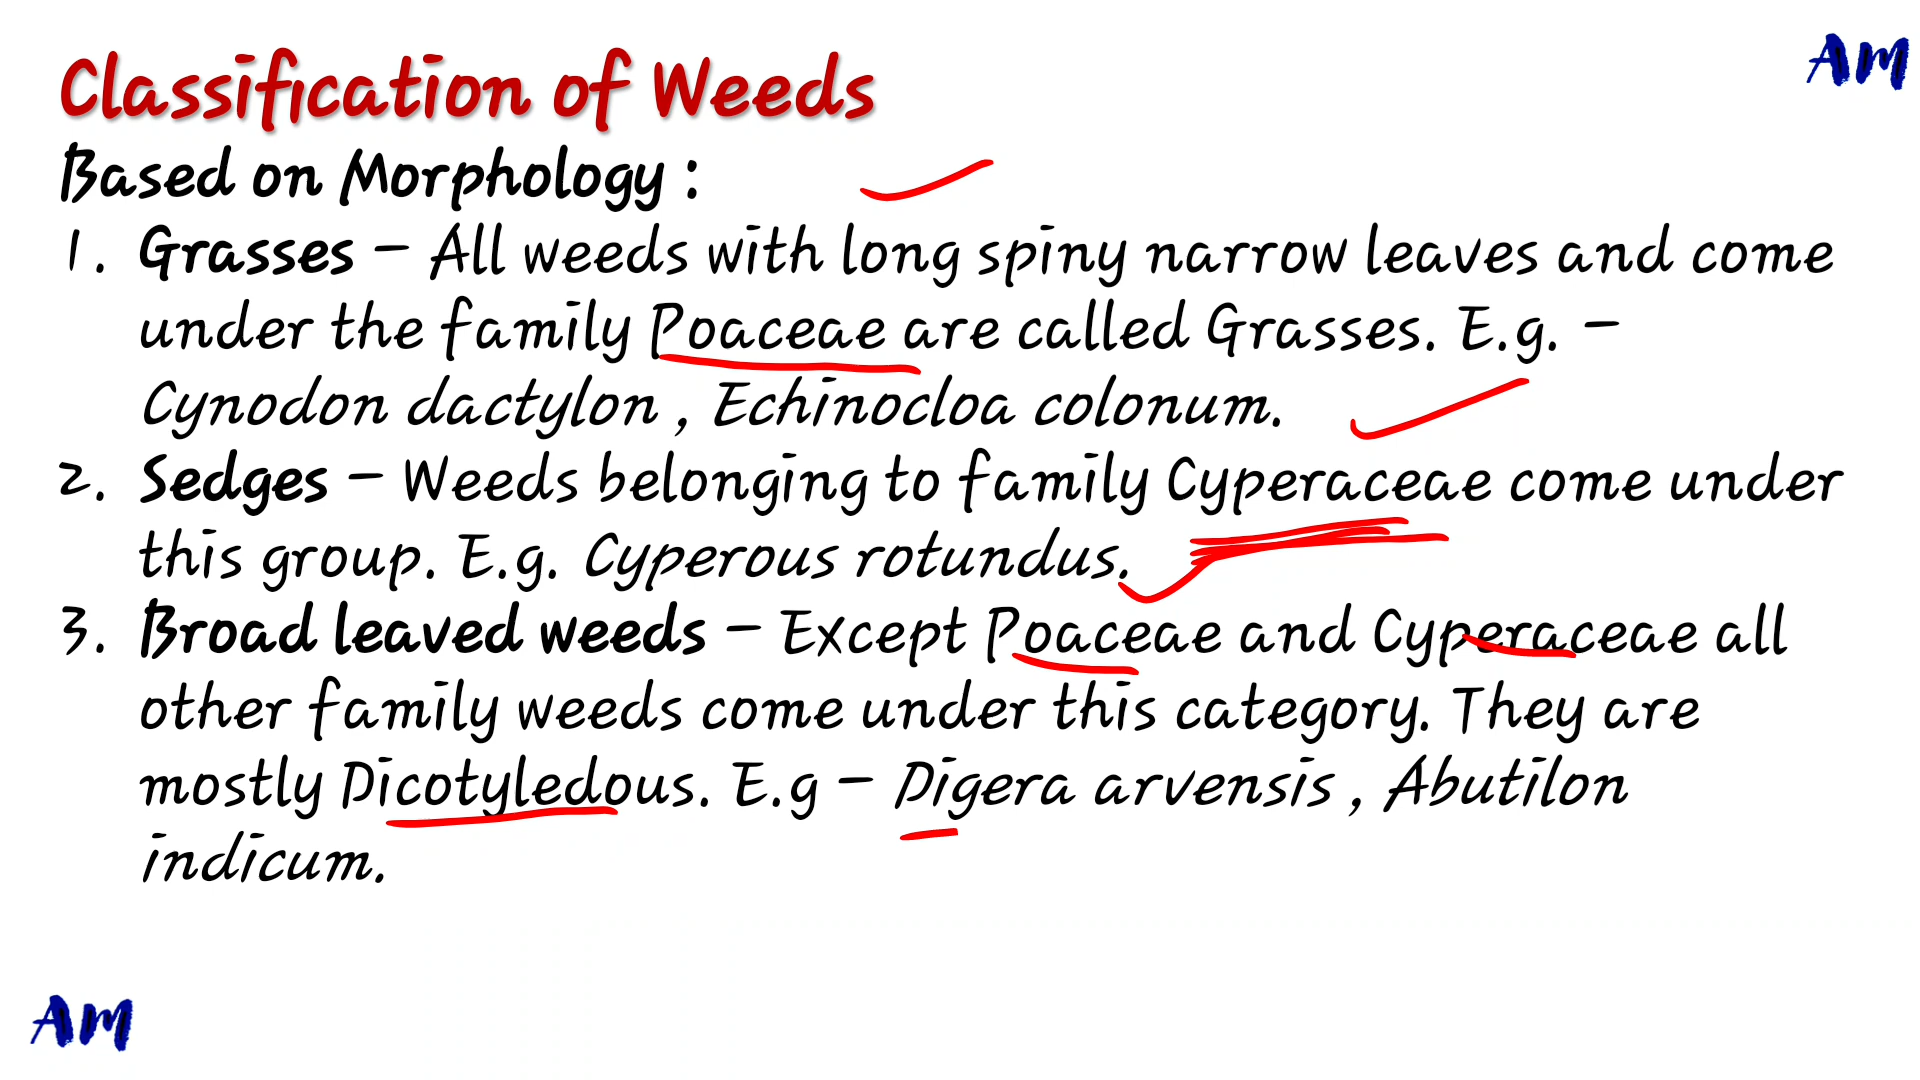 Classification of Weeds
AM
Based on Morphology :
1. Grasses – All weeds with long spiny narrow leaves and come
under the family Poaceae are called Grasses. E.g. –
Cynodon dactylon , Echinocloa colonum.
2. Sedges – Weeds belonging to family Cyperaceae come under
this group. E.g. Cyperous rotundus.
3. Broad leaved weeds – Except Poaceae and Cyperaceae all
other family weeds come under this category. They are
mostly Dicotyledous. E.g – Digera arvensis , Abutilon
indicum.
AM